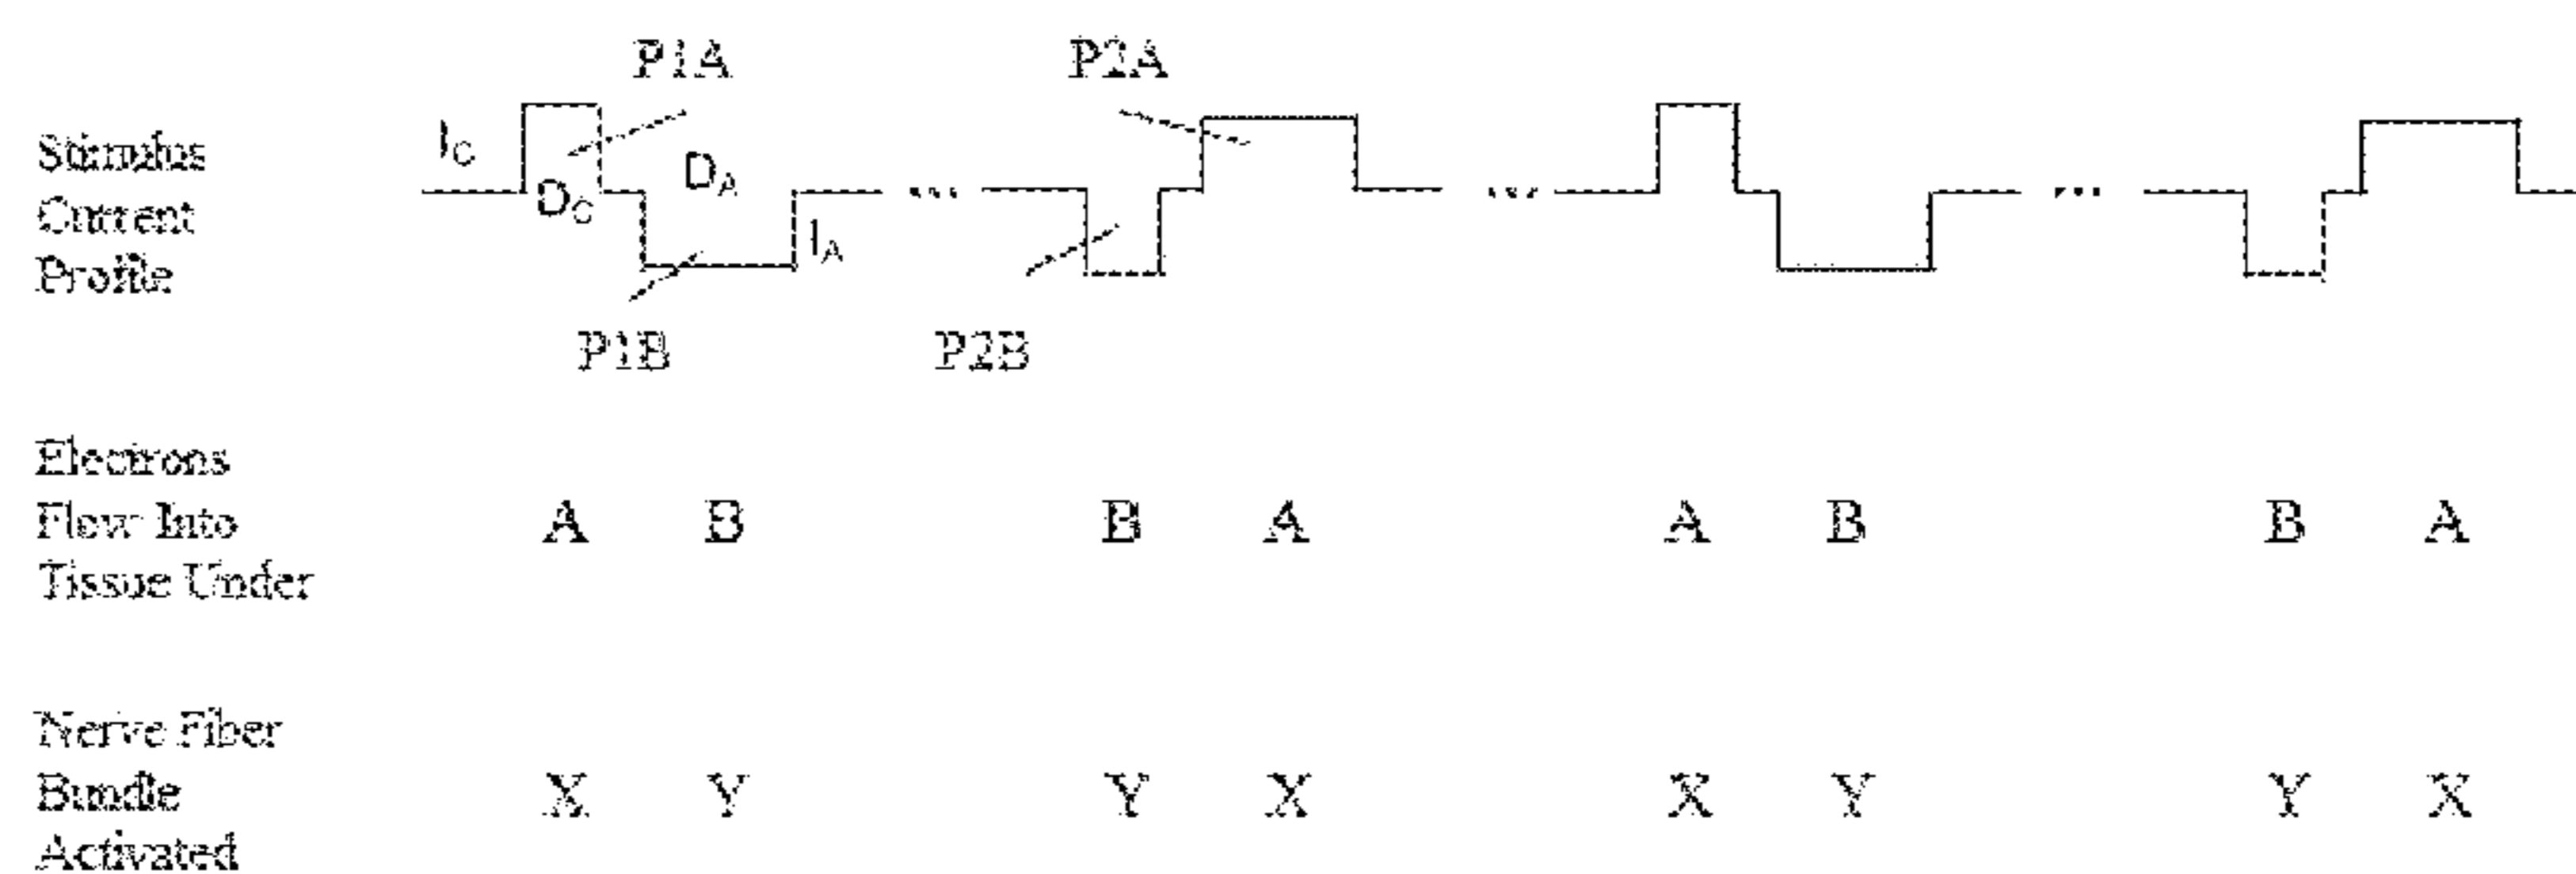 P1A P2A
I_C D_C D_A I_A
Stimulus
Current
Profile
... ... ...
P1B P2B
Electrons
Flow Into
Tissue Under
A B B A A B B A
Nerve Fiber
Bundle
Activated
X Y Y X X Y Y X